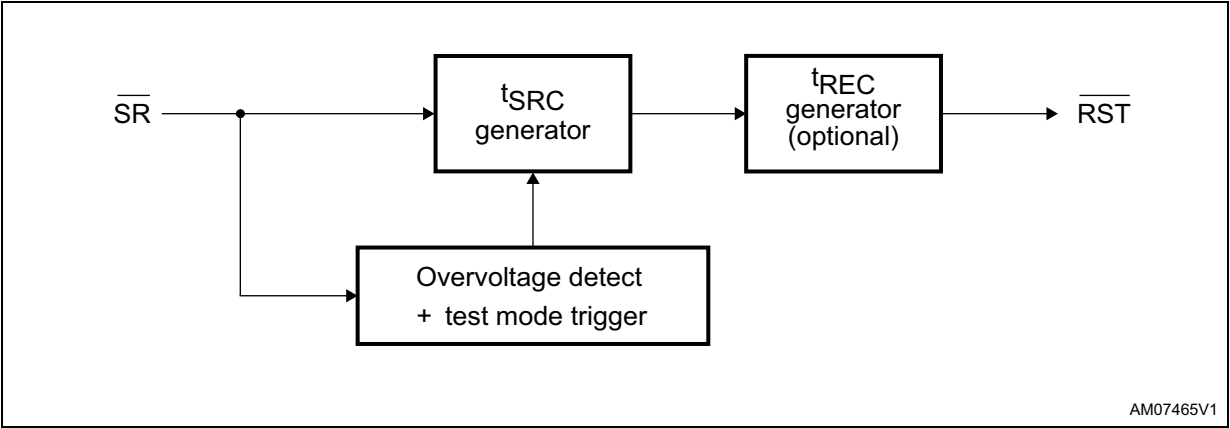 SR
tSRC
generator
tREC
generator
(optional)
RST
Overvoltage detect
+ test mode trigger
AM07465V1